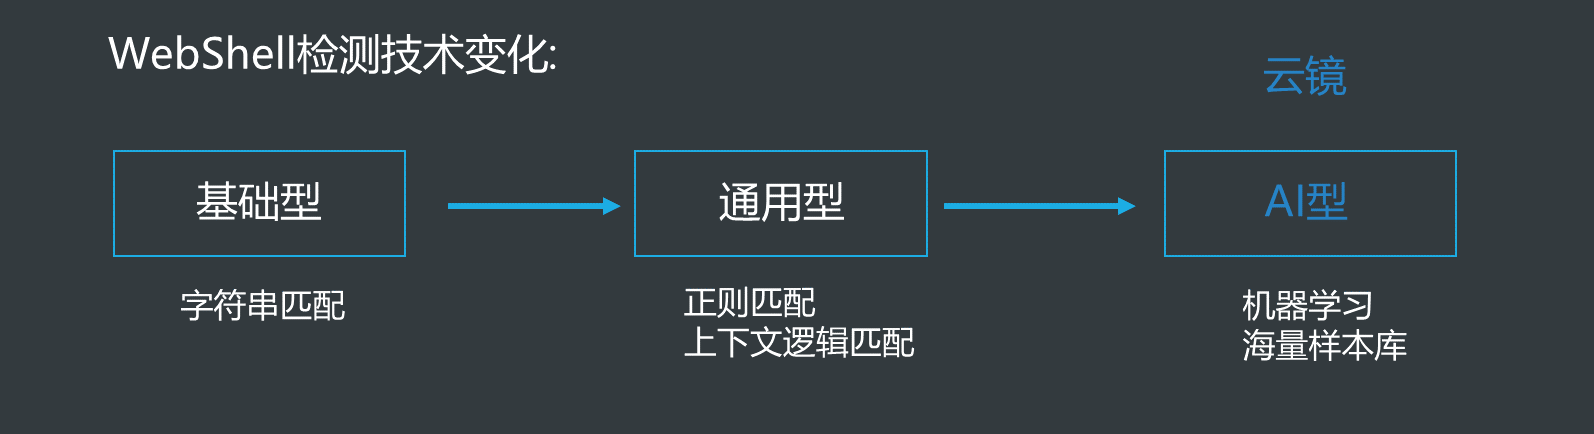 WebShell检测技术变化:
云镜
基础型
通用型
AI型
字符串匹配
正则匹配
上下文逻辑匹配
机器学习
海量样本库